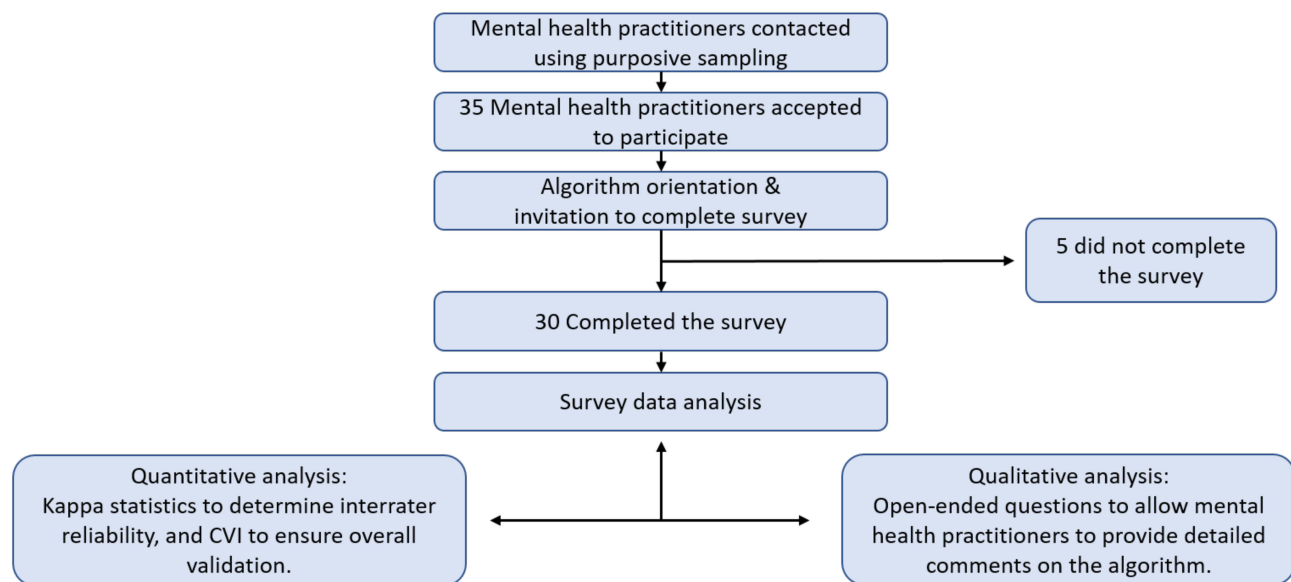 Mental health practitioners contacted
using purposive sampling
35 Mental health practitioners accepted
to participate
Algorithm orientation &
invitation to complete survey
5 did not complete
the survey
30 Completed the survey
Survey data analysis
Quantitative analysis:
Kappa statistics to determine interrater
reliability, and CVI to ensure overall
validation.
Qualitative analysis:
Open-ended questions to allow mental
health practitioners to provide detailed
comments on the algorithm.